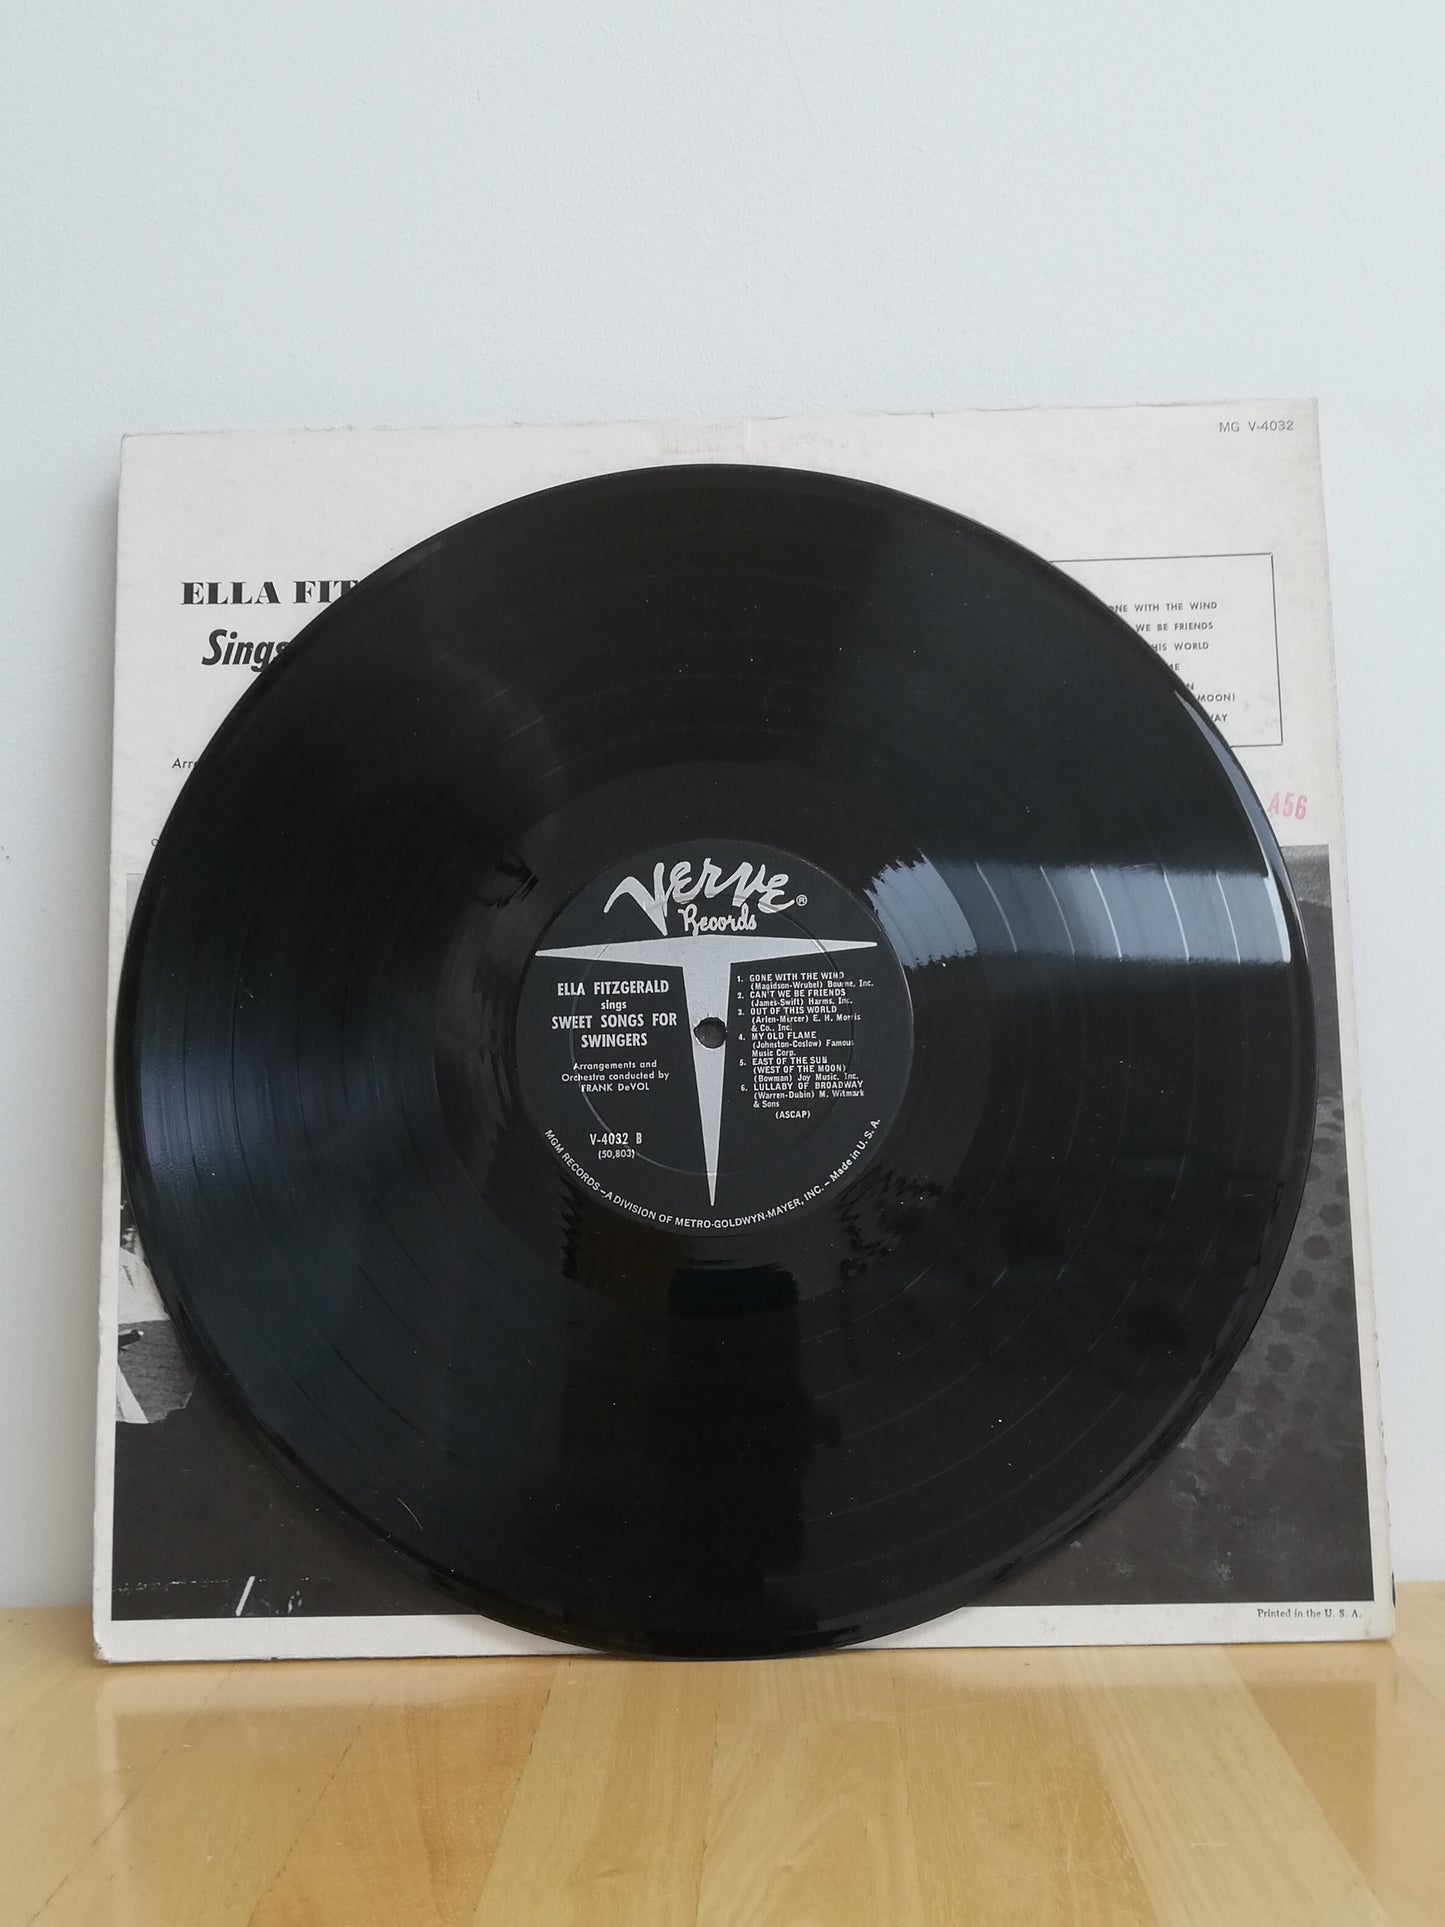 MG V-4032
ELLA FIT
Sings
Arr
ONE WITH THE WIND
WE BE FRIENDS
HIS WORLD
ME
N
MOON)
WAY
A56
Verve ®
Records
ELLA FITZGERALD
sings
SWEET SONGS FOR
SWINGERS
Arrangements and
Orchestra conducted by
FRANK DeVOL
V-4032 B
(50,803)
1. GONE WITH THE WIND
(Magidson-Wrubel) Bourne, Inc.
2. CAN'T WE BE FRIENDS
(James-Swift) Harms, Inc.
3. OUT OF THIS WORLD
(Arlen-Mercer) E. H. Morris
& Co., Inc.
4. MY OLD FLAME
(Johnston-Coslow) Famous
Music Corp.
5. EAST OF THE SUN
(WEST OF THE MOON)
(Bowman) Joy Music, Inc.
6. LULLABY OF BROADWAY
(Warren-Dubin) M. Witmark
& Sons
(ASCAP)
MGM RECORDS—A DIVISION OF METRO-GOLDWYN-MAYER, INC. – Made in U.S.A.
Printed in the U. S. A.